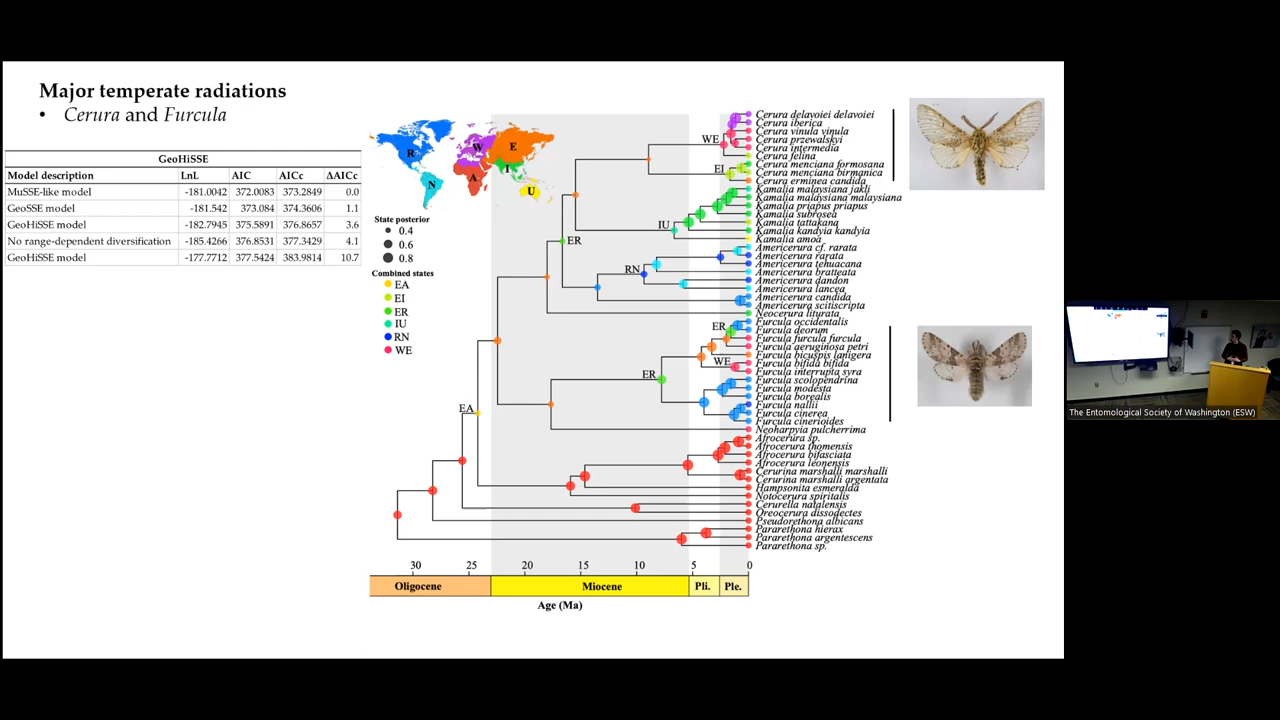 Major temperate radiations
• Cerura and Furcula
GeoHiSSE
Model description LnL AIC AICc ΔAICc
MuSSE-like model -181.0042 372.0083 373.2849 0.0
GeoSSE model -181.542 373.084 374.3606 1.1
GeoHiSSE model -182.7945 375.5891 376.8657 3.6
No range-dependent diversification -185.4266 376.8531 377.3429 4.1
GeoHiSSE model -177.7712 377.5424 383.9814 10.7
R
W
E
N
A
I
U
State posterior
0.4
0.6
0.8
Combined states
EA
EI
ER
IU
RN
WE
WE
EI
IU
ER
RN
ER
WE
ER
EA
Cerura delavoiei delavoiei
Cerura iberica
Cerura vinula vinula
Cerura przewalskyi
Cerura intermedia
Cerura felina
Cerura menciana formosana
Cerura menciana birmanica
Cerura erminea candida
Kamalia malaysiana jakli
Kamalia malaysiana malaysiana
Kamalia priapus priapus
Kamalia subrosea
Kamalia tattakana
Kamalia kandyia kandyia
Kamalia amoa
Americerura cf. rarata
Americerura rarata
Americerura tehuacana
Americerura bratteata
Americerura dandon
Americerura lancea
Americerura candida
Americerura scitiscripta
Neocerura liturata
Furcula occidentalis
Furcula deorum
Furcula furcula furcula
Furcula aeruginosa petri
Furcula bicuspis lanigera
Furcula bifida bifida
Furcula interrupta syra
Furcula scolopendrina
Furcula modesta
Furcula borealis
Furcula nallii
Furcula cinerea
Furcula cinerioides
Neoharpyia pulcherrima
Afrocerura sp.
Afrocerura thomensis
Afrocerura bifasciata
Afrocerura leonensis
Cerurina marshalli marshalli
Cerurina marshalli argentata
Hampsonita esmeralda
Notocerura spiritalis
Cerurella natalensis
Oreocerura dissodectes
Pseudorethona albicans
Pararethona hierax
Pararethona argentescens
Pararethona sp.
30 25 20 15 10 5 0
Oligocene Miocene Pli. Ple.
Age (Ma)
The Entomological Society of Washington (ESW)